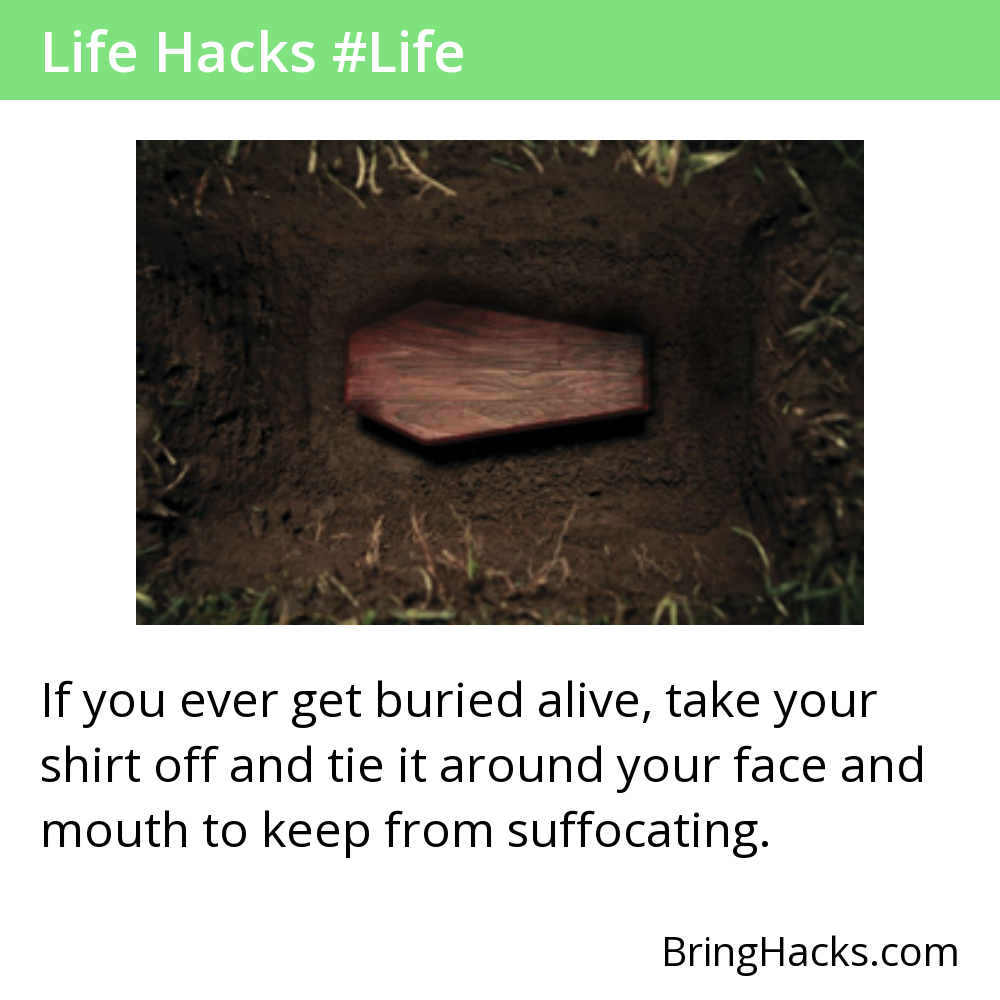 Life Hacks #Life
If you ever get buried alive, take your
shirt off and tie it around your face and
mouth to keep from suffocating.
BringHacks.com